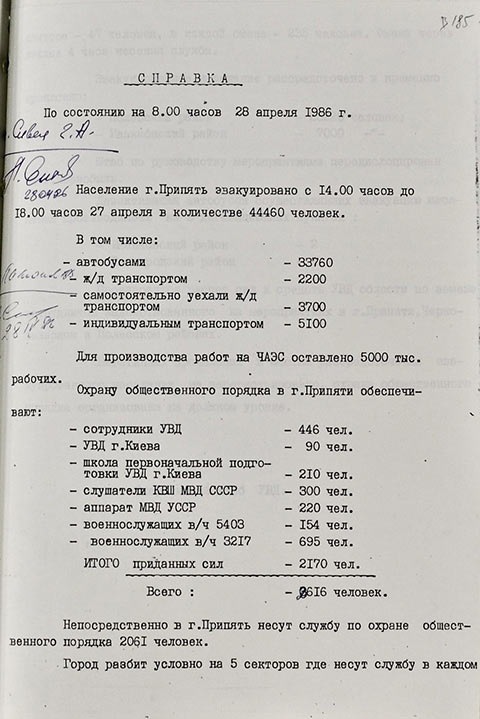 В 185
С П Р А В К А
По состоянию на 8.00 часов 28 апреля 1986 г.
Население г.Припять эвакуировано с 14.00 часов до
18.00 часов 27 апреля в количестве 44460 человек.
В том числе:
- автобусами - 33760
- ж/д транспортом - 2200
- самостоятельно уехали ж/д
транспортом - 3700
- индивидуальным транспортом - 5100
Для производства работ на ЧАЭС оставлено 5000 тыс.
рабочих.
Охрану общественного порядка в г.Припяти обеспечи-
вают:
- сотрудники УВД - 446 чел.
- УВД г.Киева - 90 чел.
- школа первоначальной подго-
товки УВД г.Киева - 210 чел.
- слушатели КВШ МВД СССР - 300 чел.
- аппарат МВД УССР - 220 чел.
- военнослужащих в/ч 5403 - 154 чел.
- военнослужащих в/ч 3217 - 695 чел.
ИТОГО приданных сил - 2170 чел.
Всего : - 2616 человек.
Непосредственно в г.Припять несут службу по охране общест-
венного порядка 2061 человек.
Город разбит условно на 5 секторов где несут службу в каждом